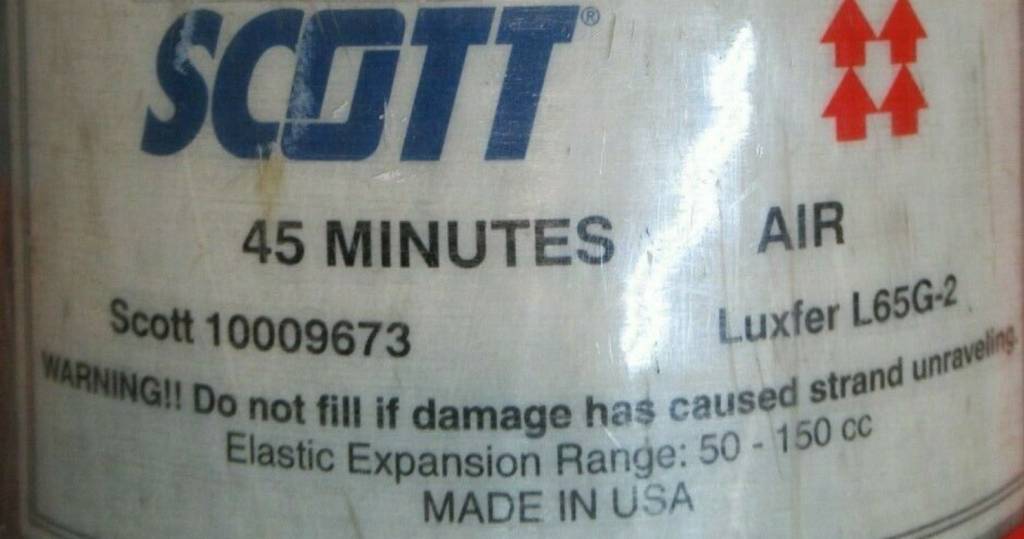 SCOTT®
45 MINUTES AIR
Scott 10009673 Luxfer L65G-2
WARNING!! Do not fill if damage has caused strand unraveling.
Elastic Expansion Range: 50 - 150 cc
MADE IN USA